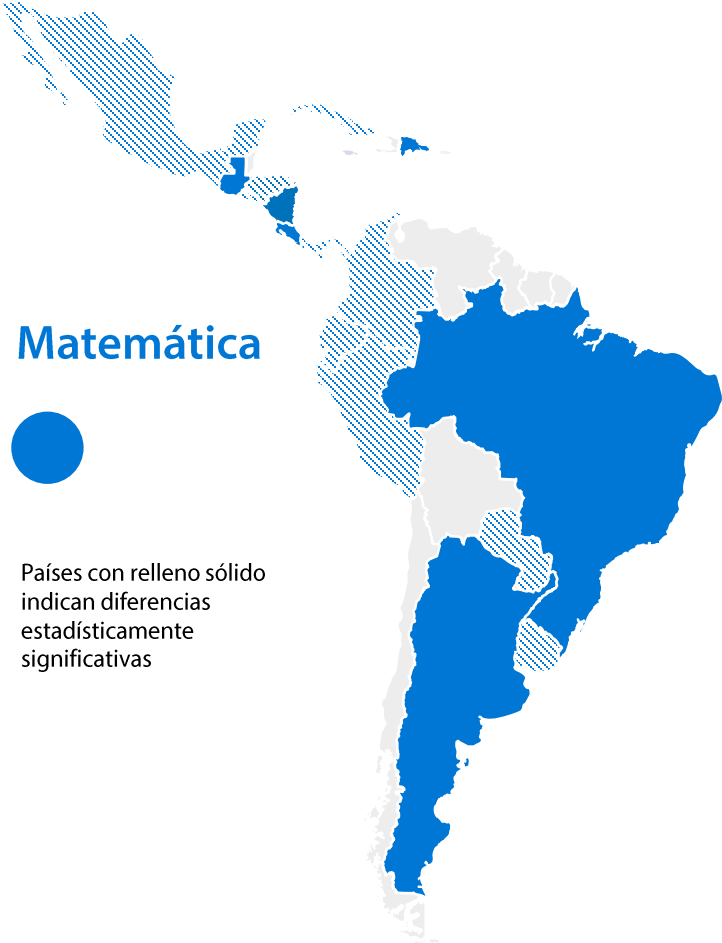 Matemática
Países con relleno sólido
indican diferencias
estadísticamente
significativas